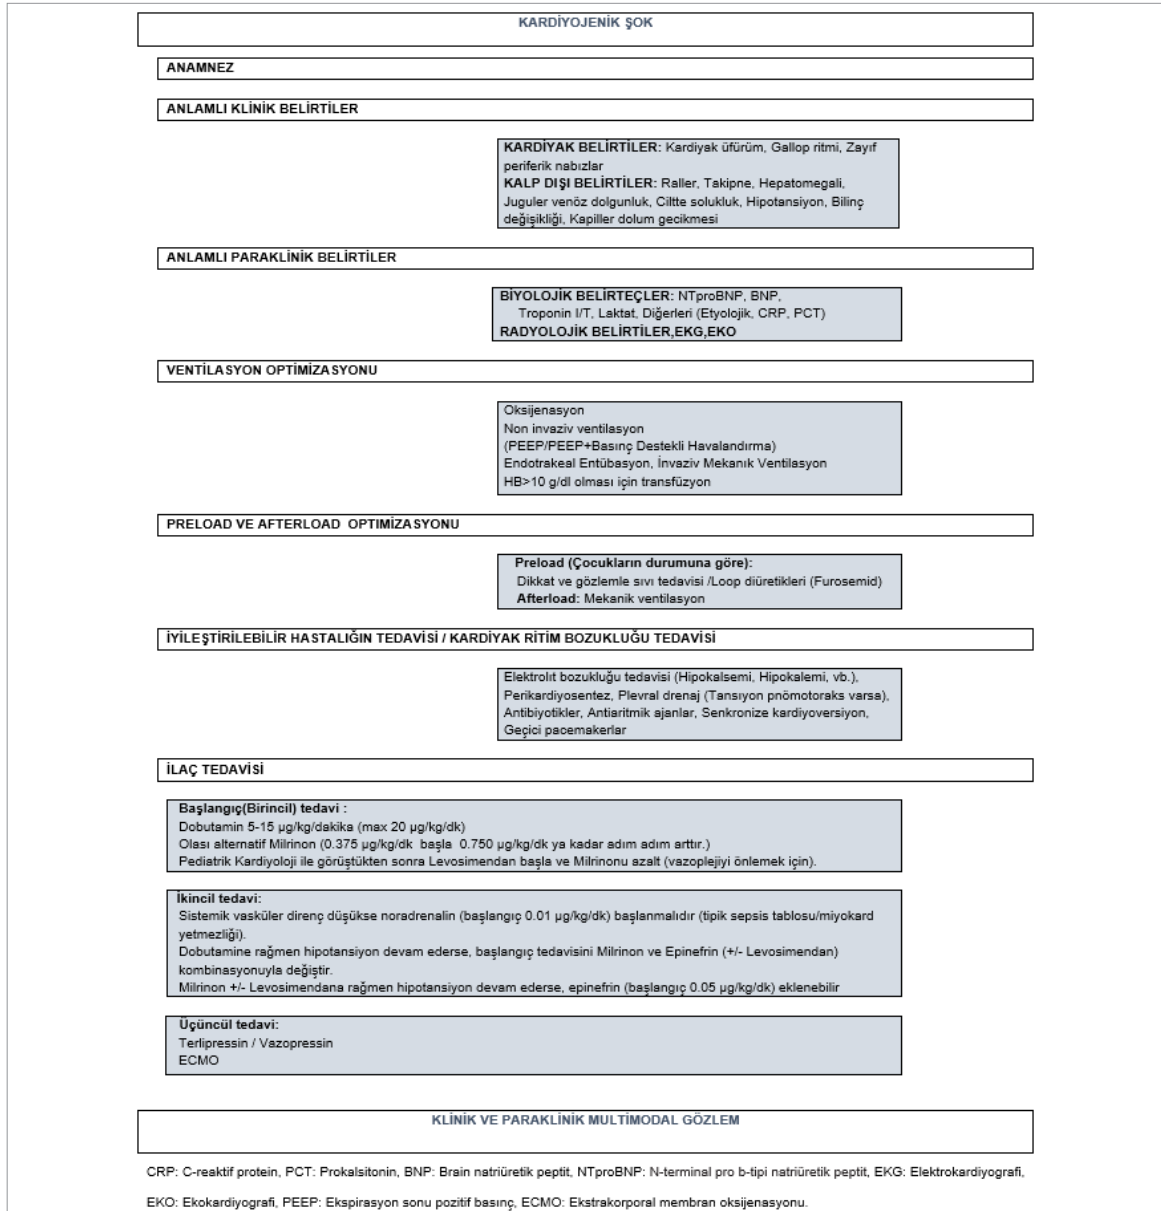 KARDİYOJENİK ŞOK
ANAMNEZ
ANLAMLI KLİNİK BELİRTİLER
KARDİYAK BELİRTİLER: Kardiyak üfürüm, Gallop ritmi, Zayıf
periferik nabızlar
KALP DIŞI BELİRTİLER: Raller, Takipne, Hepatomegali,
Juguler venöz dolgunluk, Ciltte solukluk, Hipotansiyon, Bilinç
değişikliği, Kapiller dolum gecikmesi
ANLAMLI PARAKLİNİK BELİRTİLER
BİYOLOJİK BELİRTEÇLER: NTproBNP, BNP,
Troponin I/T, Laktat, Diğerleri (Etyolojik, CRP, PCT)
RADYOLOJİK BELİRTİLER,EKG,EKO
VENTİLASYON OPTİMİZASYONU
Oksijenasyon
Non invaziv ventilasyon
(PEEP/PEEP+Basınç Destekli Havalandırma)
Endotrakeal Entübasyon, İnvaziv Mekanık Ventilasyon
HB>10 g/dl olması için transfüzyon
PRELOAD VE AFTERLOAD OPTIMİZASYONU
Preload (Çocukların durumuna göre):
Dikkat ve gözlemle sıvı tedavisi /Loop diüretikleri (Furosemid)
Afterload: Mekanik ventilasyon
İYİLEŞTİRİLEBİLİR HASTALIĞIN TEDAVİSİ / KARDİYAK RİTİM BOZUKLUĞU TEDAVİSİ
Elektrolıt bozukluğu tedavisi (Hipokalsemi, Hipokalemi, vb.),
Perikardiyosentez, Plevral drenaj (Tansıyon pnömotoraks varsa),
Antibiyotikler, Antiaritmik ajanlar, Senkronize kardiyoversiyon,
Geçici pacemakerlar
İLAÇ TEDAVİSİ
Başlangıç(Birincil) tedavi :
Dobutamin 5-15 µg/kg/dakika (max 20 µg/kg/dk)
Olası alternatif Milrinon (0.375 µg/kg/dk başla 0.750 µg/kg/dk ya kadar adım adım arttır.)
Pediatrik Kardiyoloji ile görüştükten sonra Levosimendan başla ve Milrinonu azalt (vazoplejiyi önlemek için).
İkincil tedavi:
Sistemik vasküler direnç düşükse noradrenalin (başlangıç 0.01 µg/kg/dk) başlanmalıdır (tipik sepsis tablosu/miyokard
yetmezliği).
Dobutamine rağmen hipotansiyon devam ederse, başlangıç tedavisini Milrinon ve Epinefrin (+/- Levosimendan)
kombinasyonuyla değiştir.
Milrinon +/- Levosimendana rağmen hipotansiyon devam ederse, epinefrin (başlangıç 0.05 µg/kg/dk) eklenebilir
Üçüncül tedavi:
Terlipressin / Vazopressin
ECMO
KLİNİK VE PARAKLİNİK MULTIMODAL GÖZLEM
CRP: C-reaktif protein, PCT: Prokalsitonin, BNP: Brain natriüretik peptit, NTproBNP: N-terminal pro b-tipi natriüretik peptit, EKG: Elektrokardiyografi,
EKO: Ekokardiyografi, PEEP: Ekspirasyon sonu pozitif basınç, ECMO: Ekstrakorporal membran oksijenasyonu.